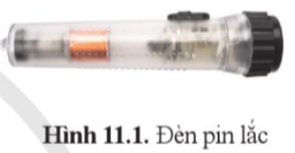 Hình 11.1. Đèn pin lắc